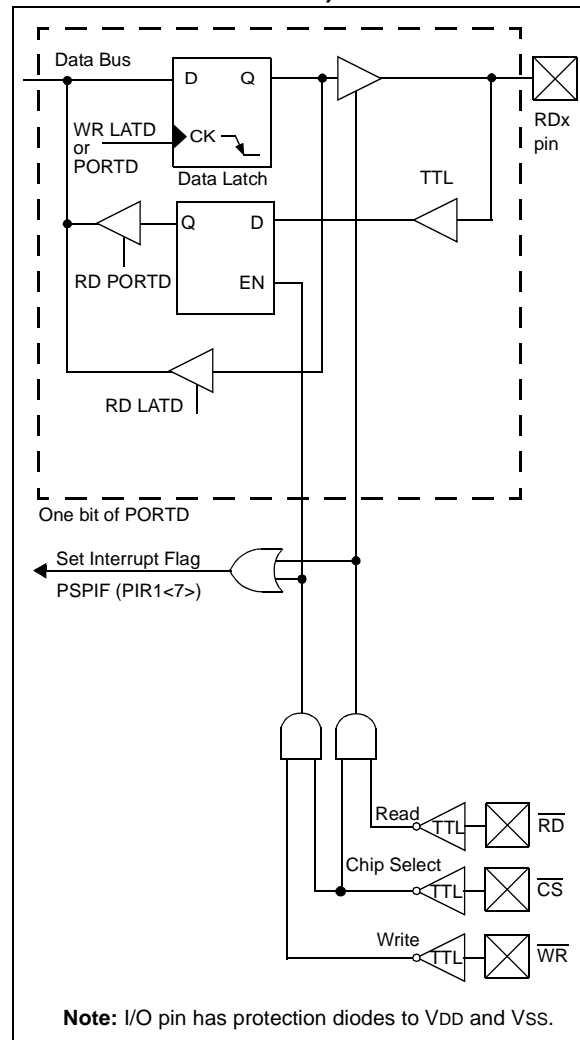 Data Bus
D Q
RDx
pin
WR LATD
or
PORTD
CK
Data Latch
TTL
Q D
RD PORTD
EN
RD LATD
One bit of PORTD
Set Interrupt Flag
PSPIF (PIR1<7>)
Read
TTL
RD
Chip Select
TTL
CS
Write
TTL
WR
Note: I/O pin has protection diodes to VDD and VSS.